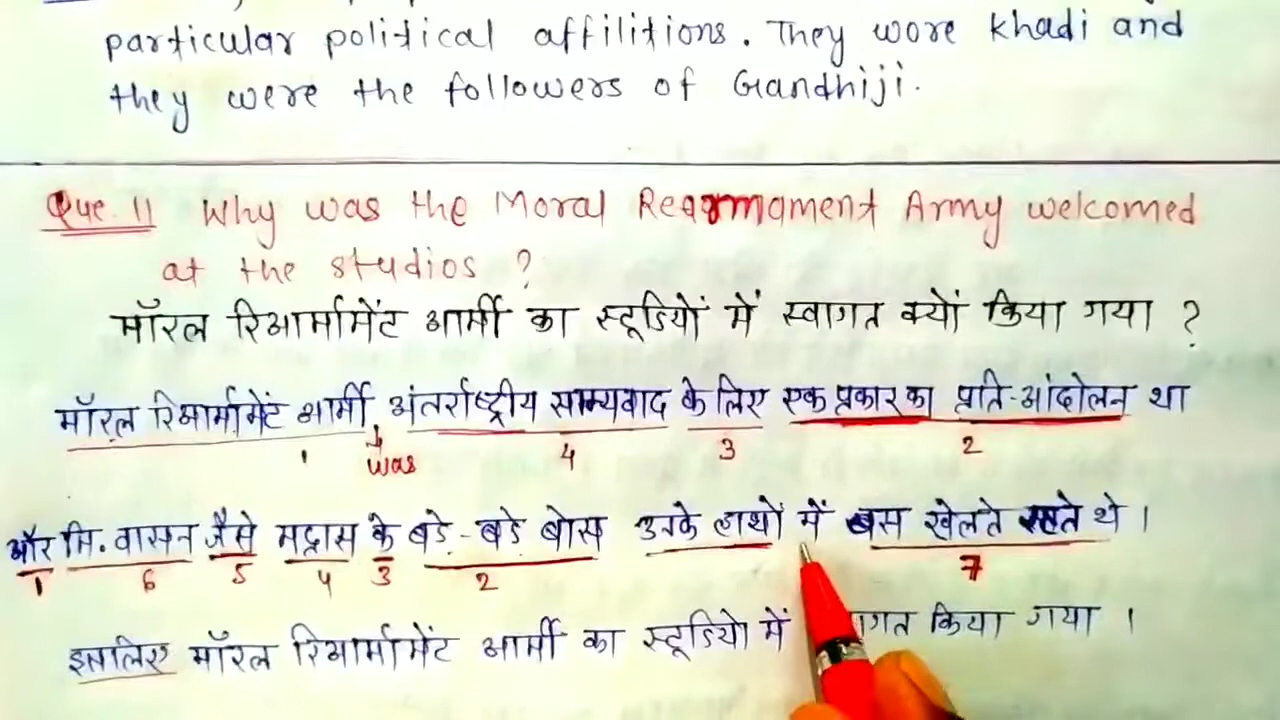 particular political affilitions. They wore khadi and
they were the followers of Gandhiji.
Que. 11 Why was the Moral Rearmament Army welcomed
at the studios ?
मॉरल रिआर्मामेंट आर्मी का स्टूडियों में स्वागत क्यों किया गया ?
मॉरल रिआर्मामेंट आर्मी, अंतर्राष्ट्रीय साम्यवाद के लिए एक प्रकार का प्रति-आंदोलन था
1 was 4 3 2
और मि. वासन जैसे मद्रास के बडे-बडे बोस उनके हाथों में बस खेलते रहते थे ।
1 6 5 4 3 2 7
इसलिए मॉरल रिआर्मामेंट आर्मी का स्टूडियो में किया गया ।